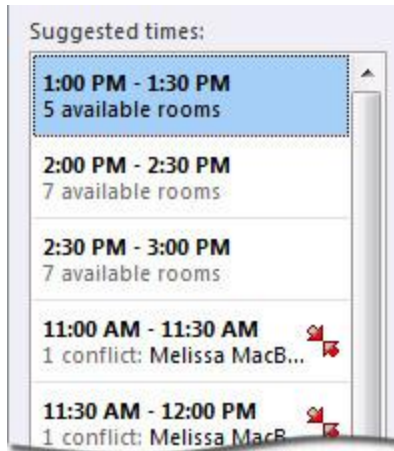 Suggested times:
1:00 PM - 1:30 PM
5 available rooms
2:00 PM - 2:30 PM
7 available rooms
2:30 PM - 3:00 PM
7 available rooms
11:00 AM - 11:30 AM
1 conflict: Melissa MacB...
11:30 AM - 12:00 PM
1 conflict: Melissa MacB